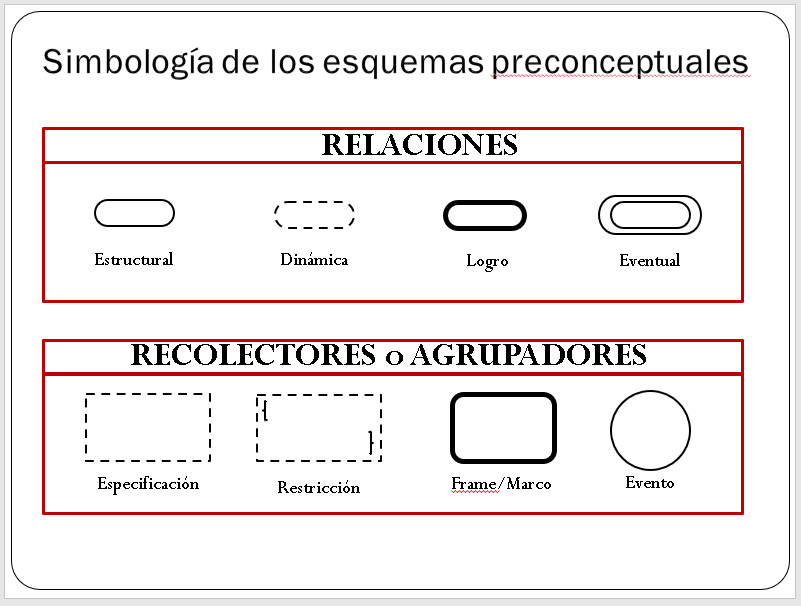 Simbología de los esquemas preconceptuales
RELACIONES
Estructural
Dinámica
Logro
Eventual
RECOLECTORES o AGRUPADORES
{
}
Especificación
Restricción
Frame/Marco
Evento